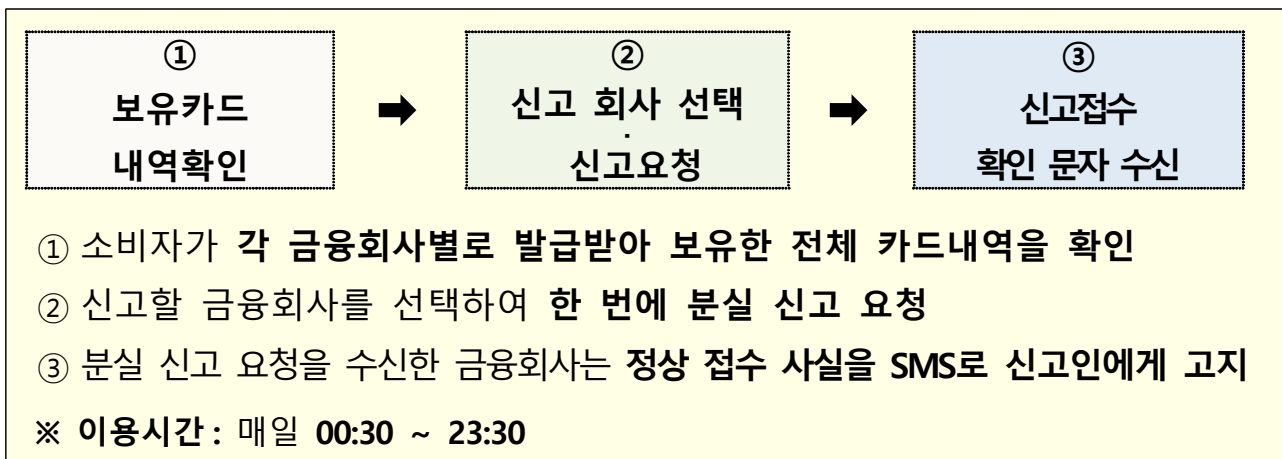 ①
보유카드
내역확인
➡
②
신고 회사 선택
·
신고요청
➡
③
신고접수
확인 문자 수신
① 소비자가 각 금융회사별로 발급받아 보유한 전체 카드내역을 확인
② 신고할 금융회사를 선택하여 한 번에 분실 신고 요청
③ 분실 신고 요청을 수신한 금융회사는 정상 접수 사실을 SMS로 신고인에게 고지
※ 이용시간 : 매일 00:30 ~ 23:30